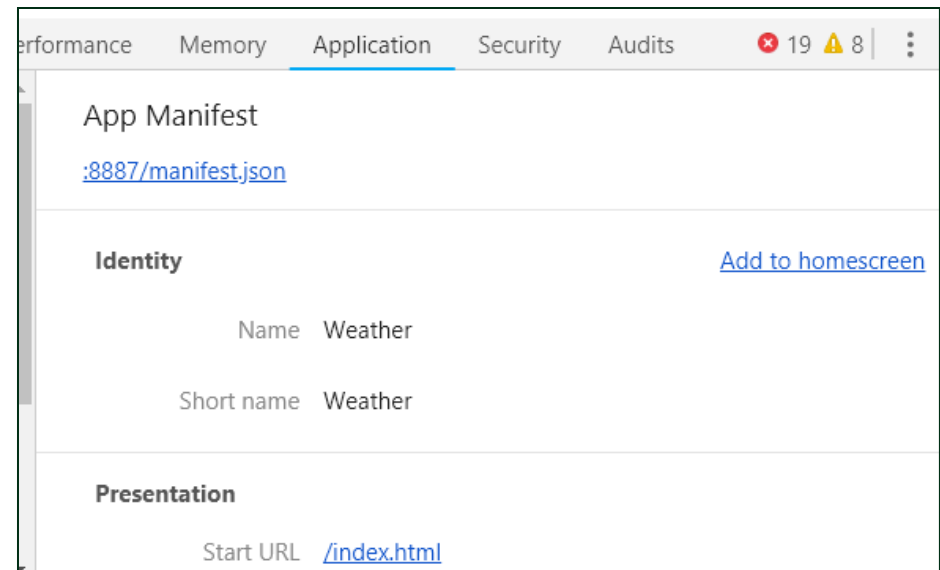 erformance Memory Application Security Audits 19 8
App Manifest
:8887/manifest.json
Identity Add to homescreen
Name Weather
Short name Weather
Presentation
Start URL /index.html